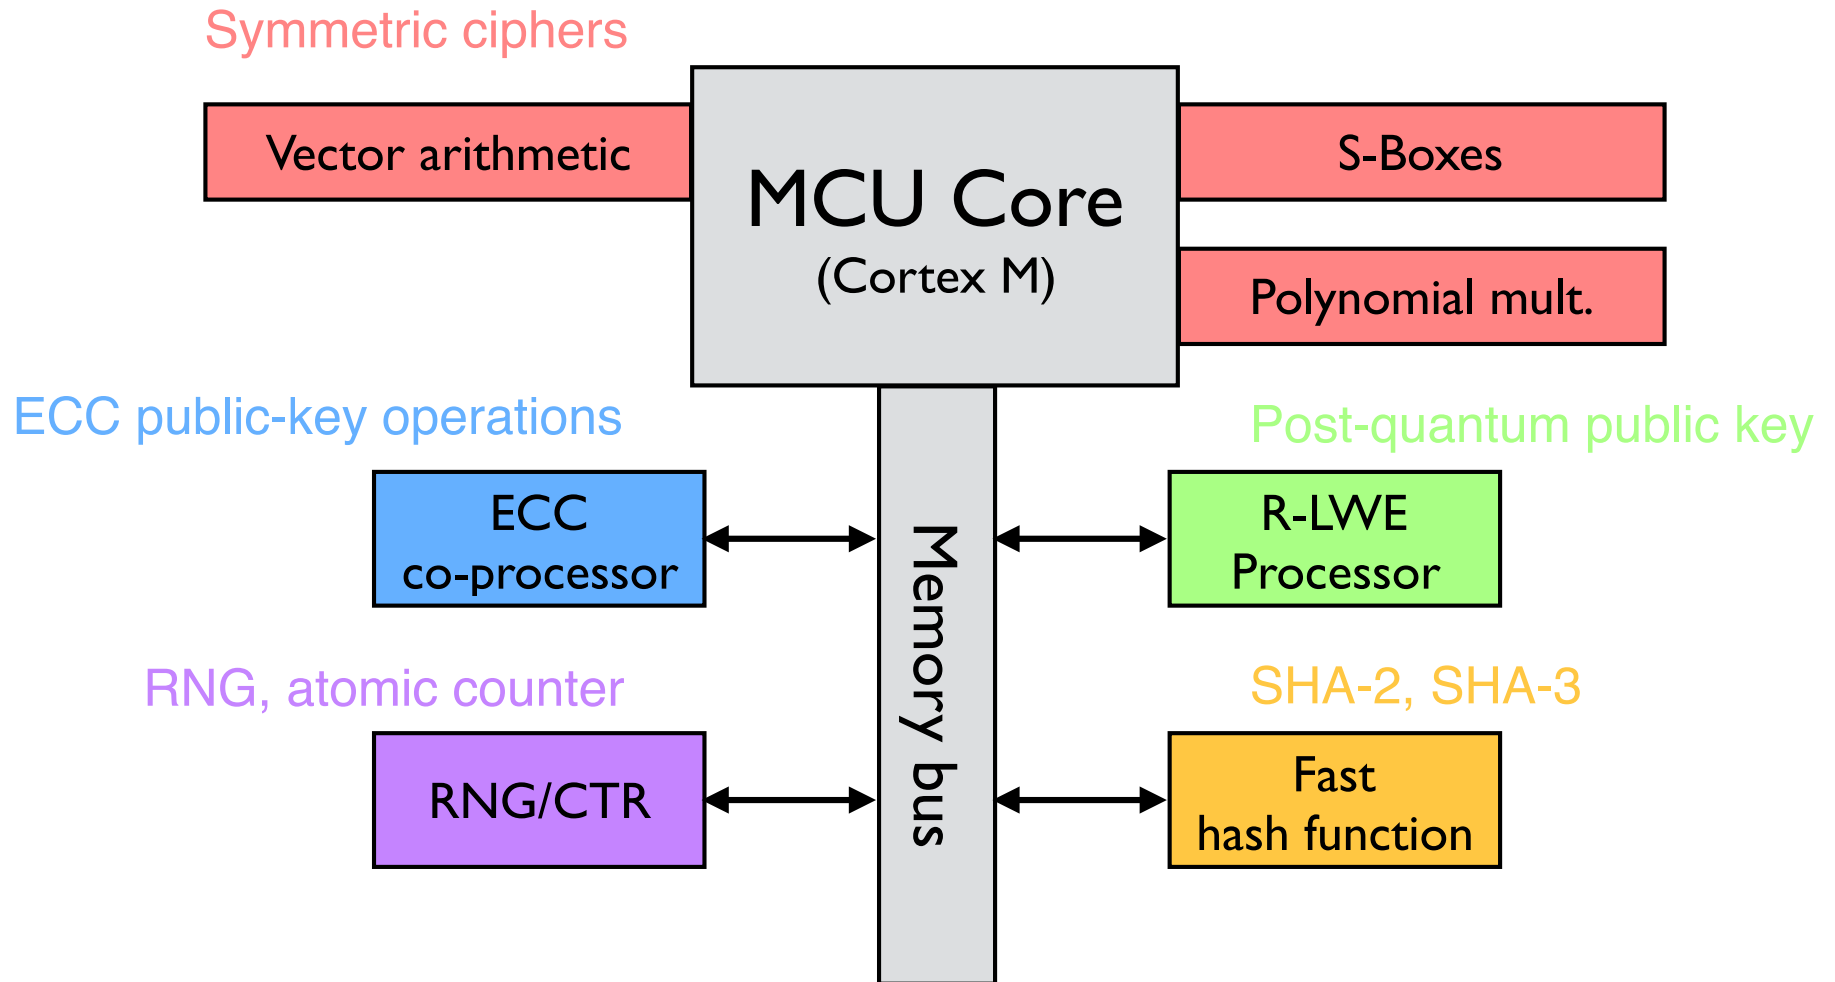 Symmetric ciphers
Vector arithmetic
MCU Core
(Cortex M)
S-Boxes
Polynomial mult.
ECC public-key operations
Post-quantum public key
ECC
co-processor
R-LWE
Processor
Memory bus
RNG, atomic counter
SHA-2, SHA-3
RNG/CTR
Fast
hash function